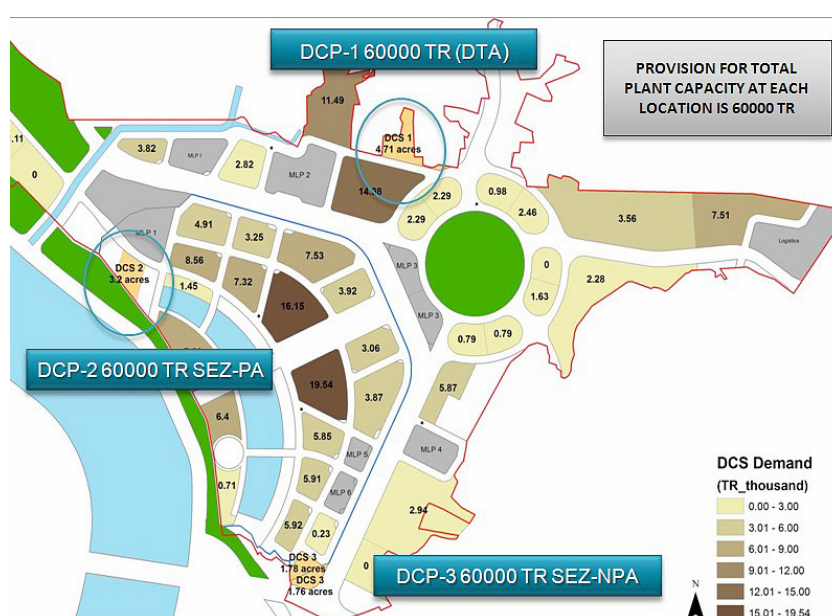 DCP-1 60000 TR (DTA)
PROVISION FOR TOTAL
PLANT CAPACITY AT EACH
LOCATION IS 60000 TR
11.49
DCS 1
4.71 acres
.11
0
3.82
MLP I
2.82
MLP 2
14.08
2.29
2.29
0.98
2.46
3.56
7.51
Logistics
MLP 1
4.91
3.25
7.53
8.56
7.32
3.92
16.15
DCS 2
3.2 acres
1.45
MLP 3
MLP 3
0
1.63
2.28
0.79
0.79
DCP-2 60000 TR SEZ-PA
3.06
19.54
3.87
5.87
6.4
5.85
MLP 5
MLP 4
0.71
5.91
MLP 6
5.92
0.23
2.94
0
DCS 3
1.78 acres
DCS 3
1.76 acres
DCP-3 60000 TR SEZ-NPA
DCS Demand
(TR_thousand)
0.00 - 3.00
3.01 - 6.00
6.01 - 9.00
9.01 - 12.00
12.01 - 15.00
15.01 - 19.54
N